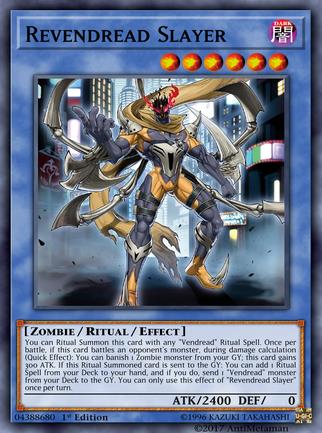 Revendread Slayer
DARK
闇
[Zombie/Ritual/Effect]
You can Ritual Summon this card with any "Vendread" Ritual Spell. Once per
battle, if this card battles an opponent's monster, during damage calculation
(Quick Effect): You can banish 1 Zombie monster from your GY; this card gains
300 ATK. If this Ritual Summoned card is sent to the GY: You can add 1 Ritual
Spell from your Deck to your hand, and if you do, send 1 "Vendread" monster
from your Deck to the GY. You can only use this effect of "Revendread Slayer"
once per turn.
ATK/2400 DEF/ 0
04388680 1st Edition ©1996 KAZUKI TAKAHASHI
©2017 AntiMetaman